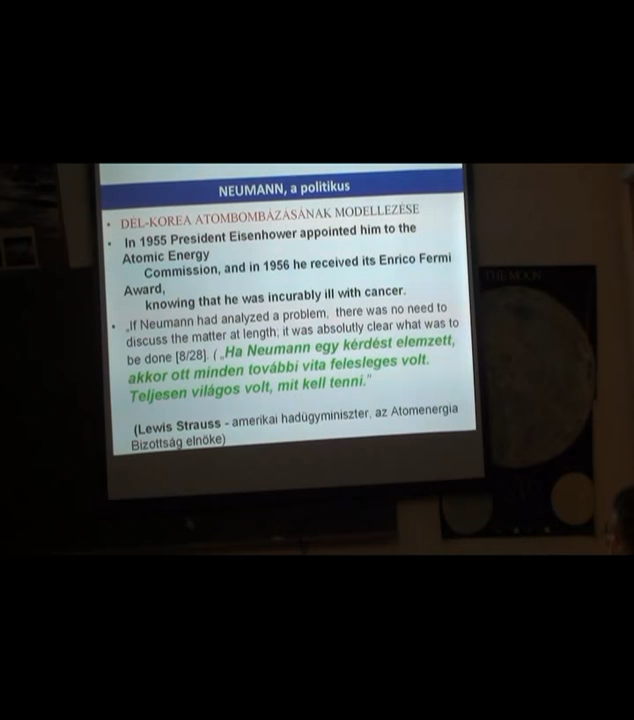 NEUMANN, a politikus
• DÉL-KOREA ATOMBOMBÁZÁSÁNAK MODELLEZÉSE
• In 1955 President Eisenhower appointed him to the
Atomic Energy
Commission, and in 1956 he received its Enrico Fermi
Award,
knowing that he was incurably ill with cancer.
• „If Neumann had analyzed a problem, there was no need to
discuss the matter at length; it was absolutly clear what was to
be done [8/28]. („Ha Neumann egy kérdést elemzett,
akkor ott minden további vita felesleges volt.
Teljesen világos volt, mit kell tenni.”
(Lewis Strauss - amerikai hadügyminiszter, az Atomenergia
Bizottság elnöke)
THE MOON